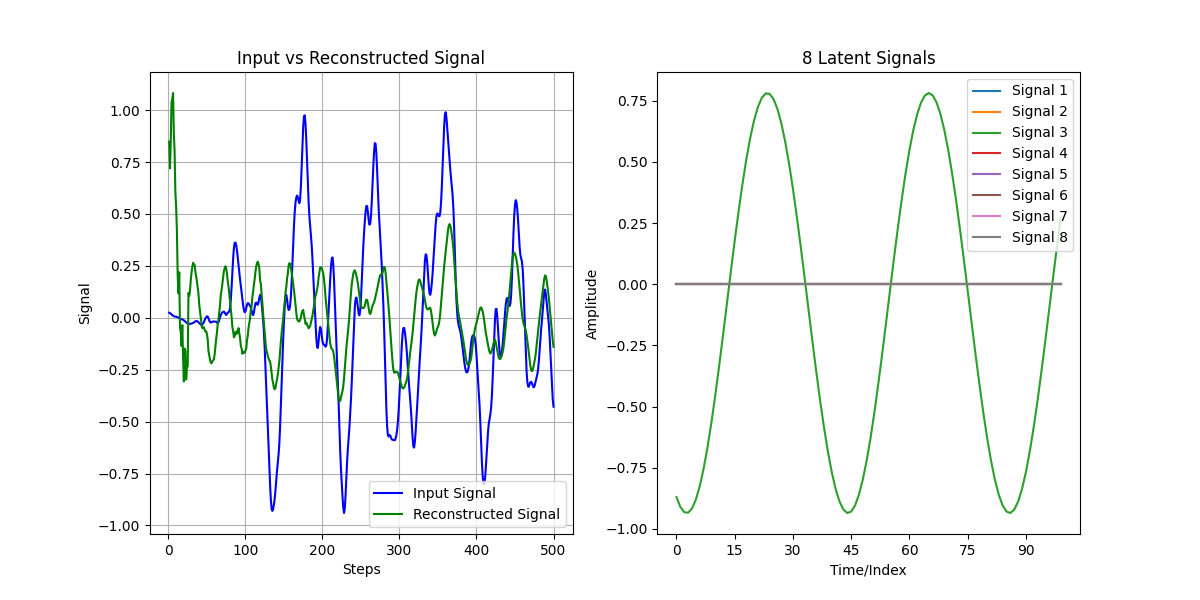 Input vs Reconstructed Signal
Signal
1.00
0.75
0.50
0.25
0.00
−0.25
−0.50
−0.75
−1.00
0
100
200
300
400
500
Steps
Input Signal
Reconstructed Signal
8 Latent Signals
Amplitude
0.75
0.50
0.25
0.00
−0.25
−0.50
−0.75
−1.00
0
15
30
45
60
75
90
Time/Index
Signal 1
Signal 2
Signal 3
Signal 4
Signal 5
Signal 6
Signal 7
Signal 8